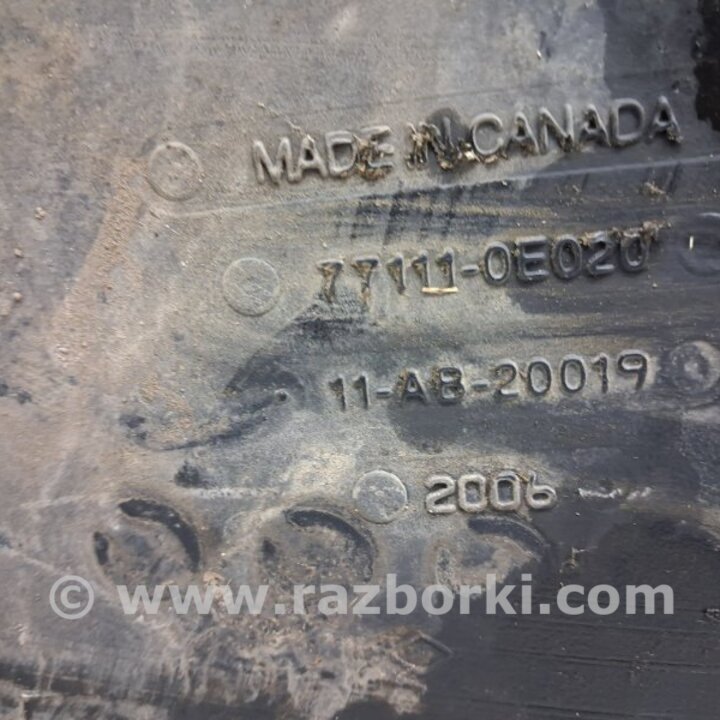 MADE IN CANADA
77111-0E020
11-AB-20019
2006
© www.razborki.com